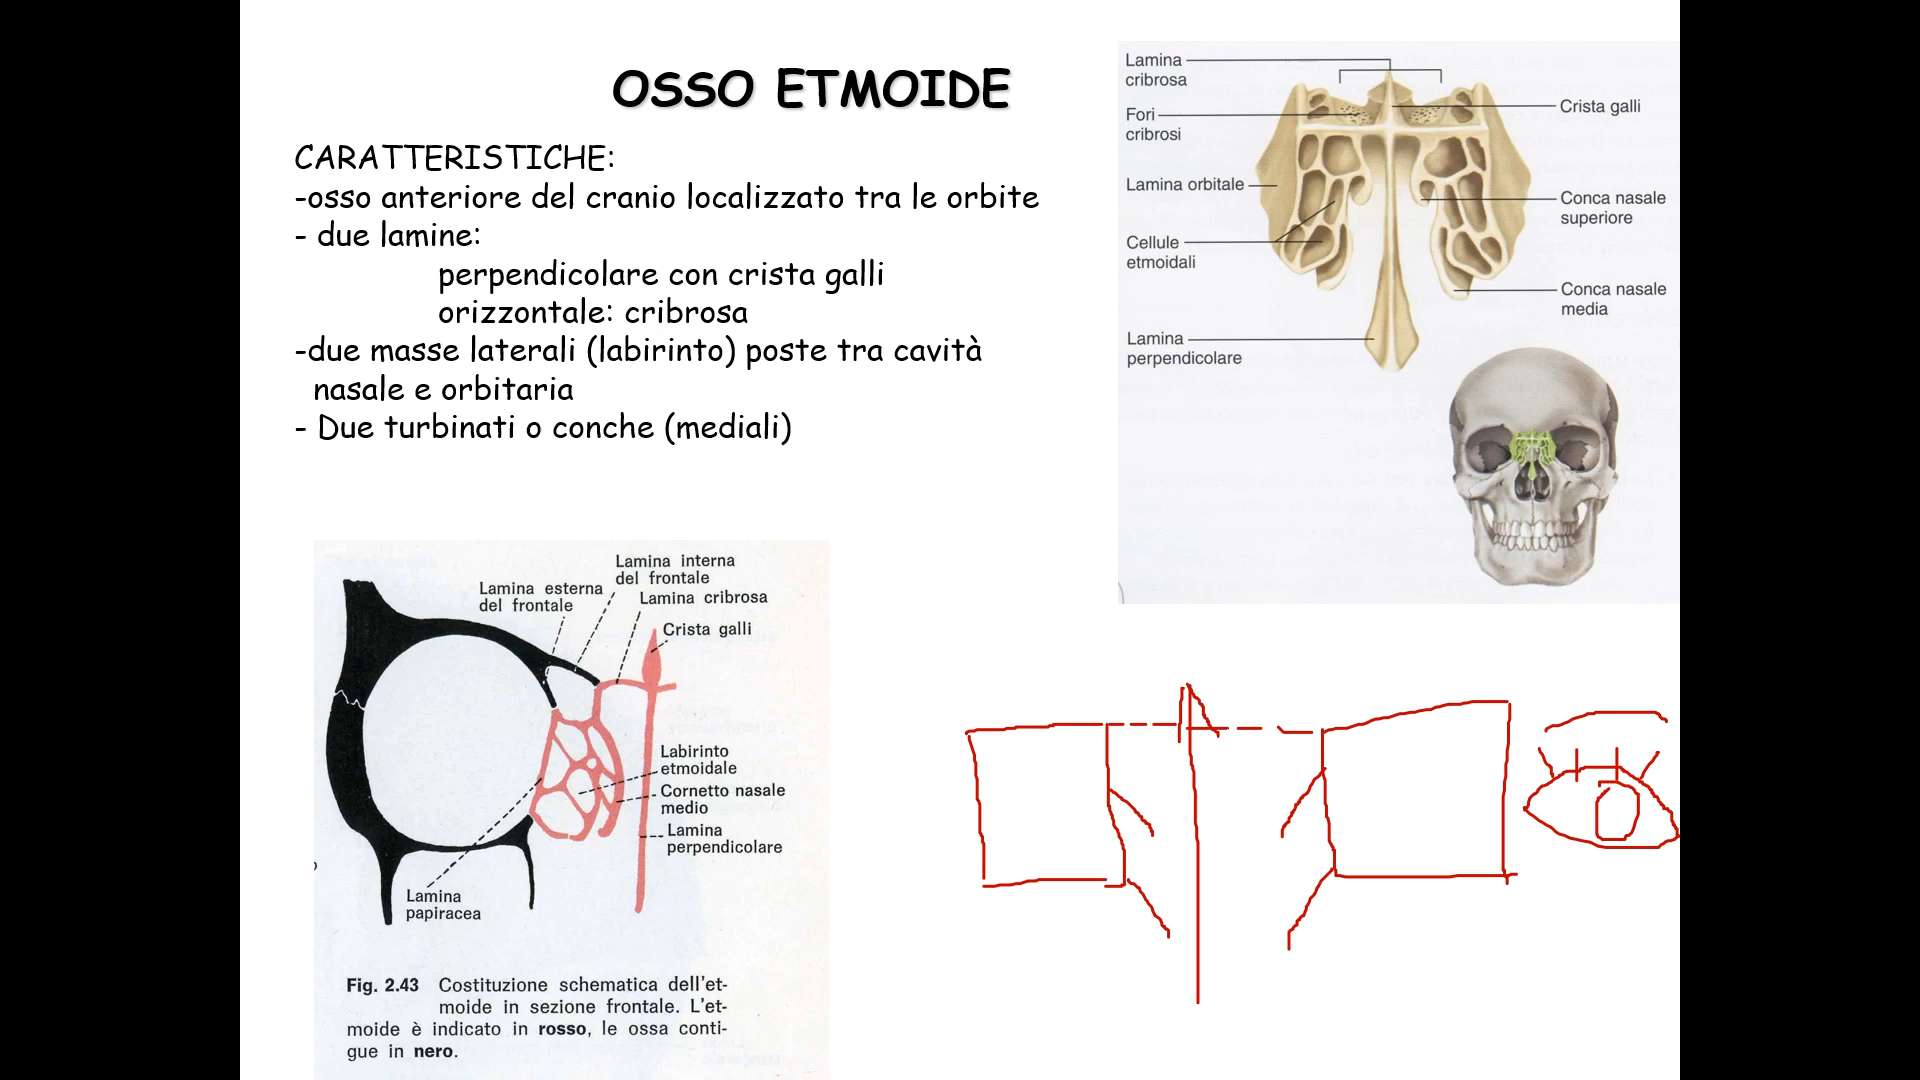 OSSO ETMOIDE
CARATTERISTICHE:
-osso anteriore del cranio localizzato tra le orbite
- due lamine:
perpendicolare con crista galli
orizzontale: cribrosa
-due masse laterali (labirinto) poste tra cavità
nasale e orbitaria
- Due turbinati o conche (mediali)
Lamina
cribrosa
Fori
cribrosi
Lamina orbitale
Cellule
etmoidali
Lamina
perpendicolare
Crista galli
Conca nasale
superiore
Conca nasale
media
Lamina interna
del frontale
Lamina esterna
del frontale
Lamina cribrosa
Crista galli
Labirinto
etmoidale
Cornetto nasale
medio
Lamina
perpendicolare
Lamina
papiracea
Fig. 2.43 Costituzione schematica dell'et-
moide in sezione frontale. L'et-
moide è indicato in rosso, le ossa conti-
gue in nero.